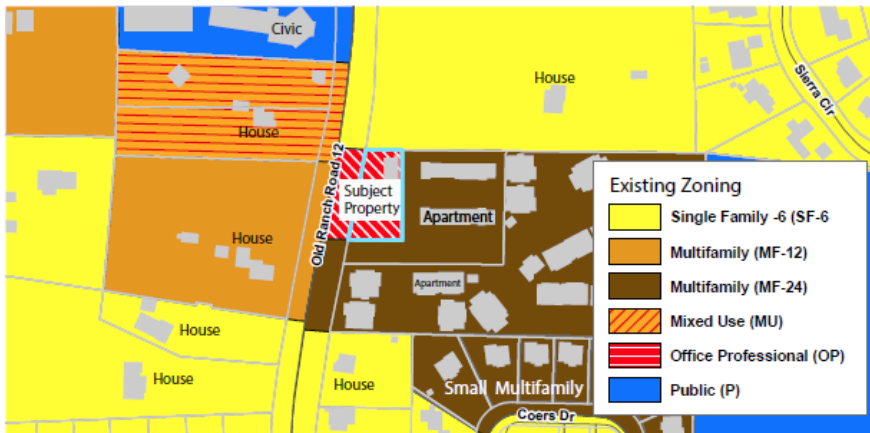 Civic
House
Sierra Cir
House
Old Ranch Road 12
Subject
Property
Apartment
House
Apartment
House
House
House
Small Multifamily
Coers Dr
Existing Zoning
Single Family -6 (SF-6
Multifamily (MF-12)
Multifamily (MF-24)
Mixed Use (MU)
Office Professional (OP)
Public (P)